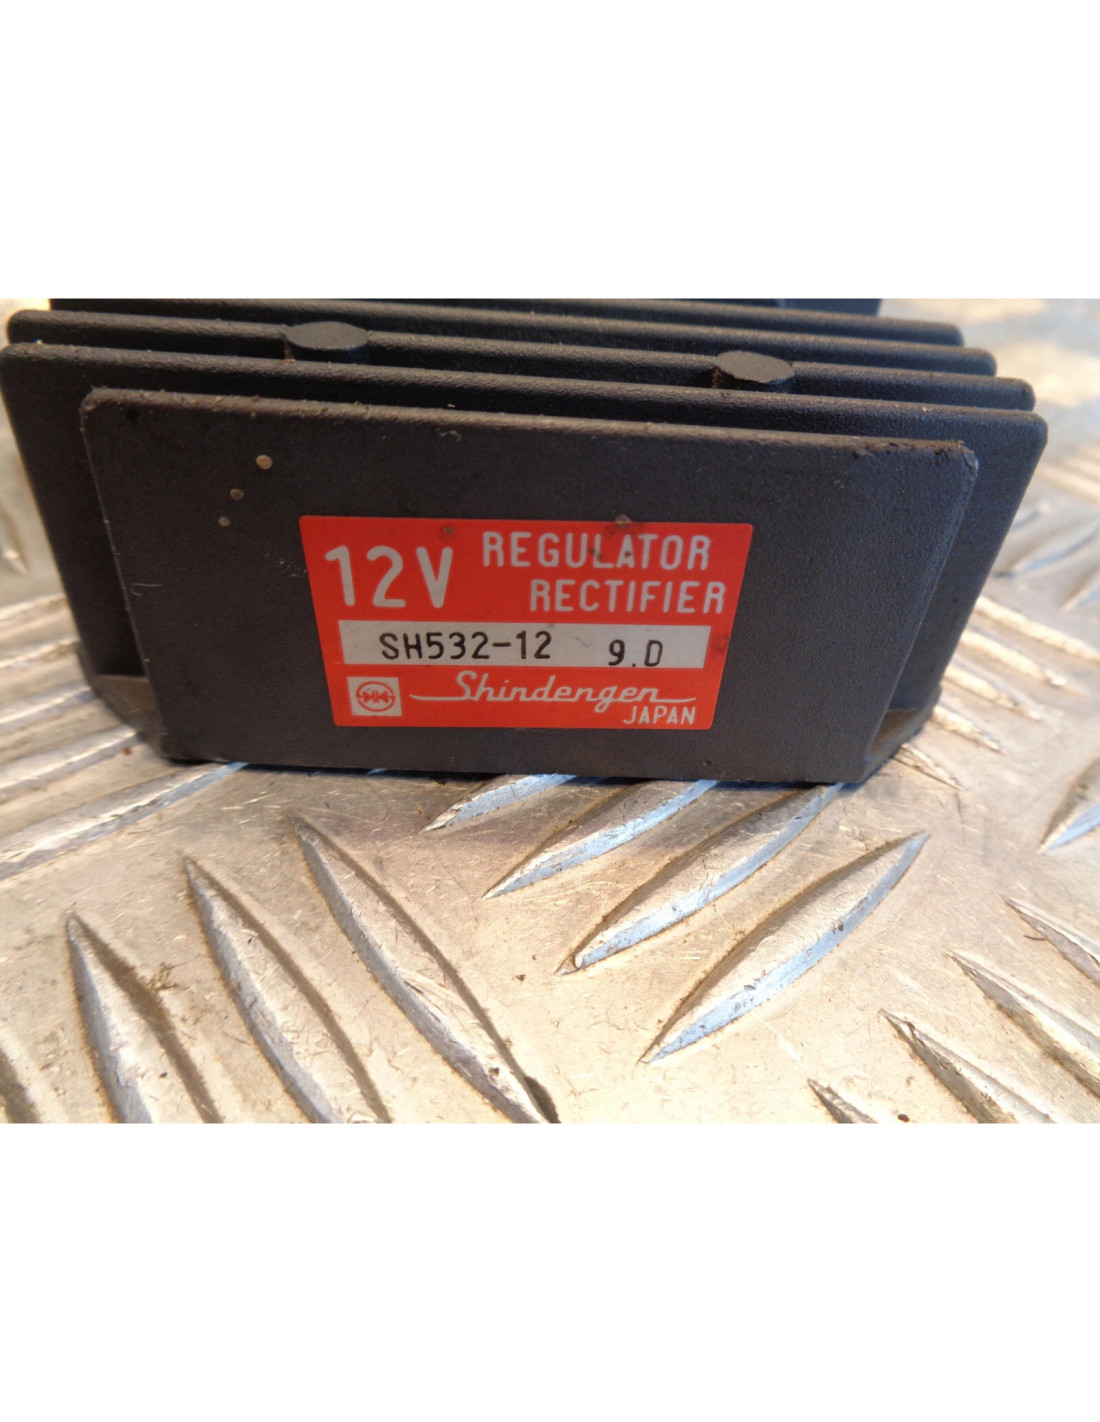 12V REGULATOR
RECTIFIER
SH532-12 9.D
Shindengen
JAPAN